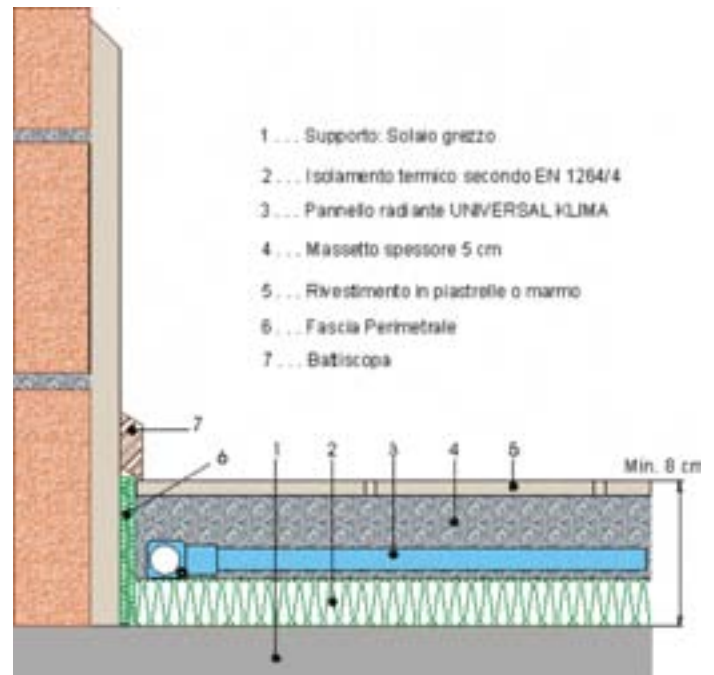 1 . . . Supporto: Solaio grezzo
2 . . . Isolamento termico secondo EN 1264/4
3 . . . Pannello radiante UNIVERSAL KLIMA
4 . . . Massetto spessore 5 cm
5 . . . Rivestimento in piastrelle o marmo
6 . . . Fascia Perimetrale
7 . . . Battiscopa
7
6 1 2 3 4 5
Min. 8 cm